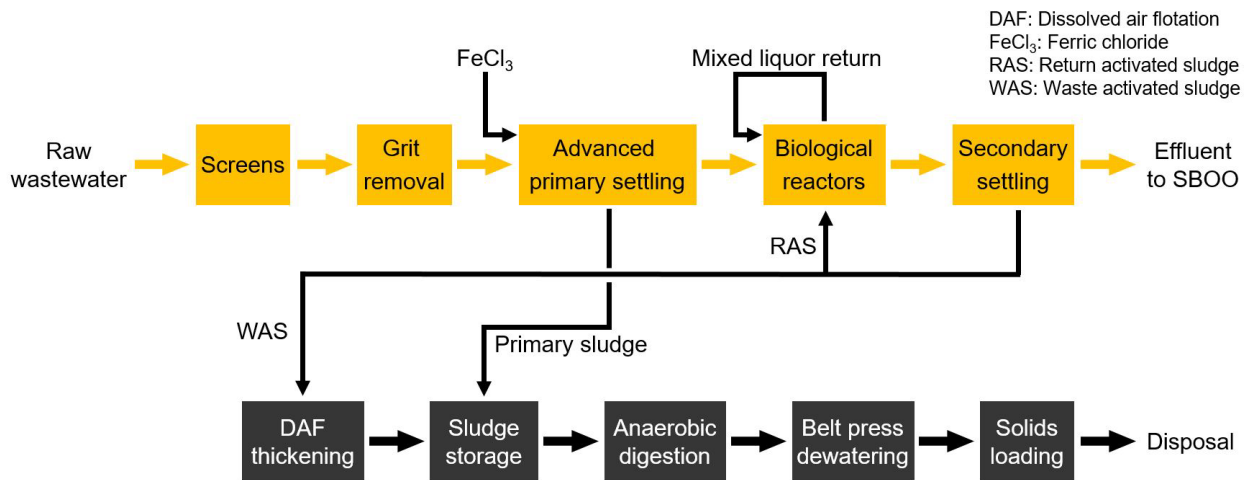 DAF: Dissolved air flotation
FeCl₃: Ferric chloride
RAS: Return activated sludge
WAS: Waste activated sludge
FeCl₃
Mixed liquor return
Raw
wastewater
Screens
Grit
removal
Advanced
primary settling
Biological
reactors
Secondary
settling
Effluent
to SBOO
RAS
WAS
Primary sludge
DAF
thickening
Sludge
storage
Anaerobic
digestion
Belt press
dewatering
Solids
loading
Disposal